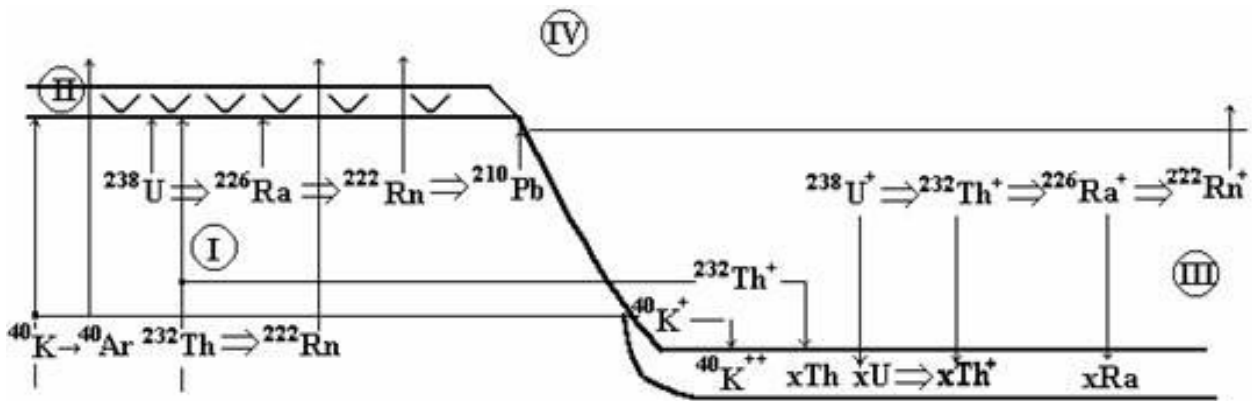 IV
II
²³⁸U ⇒ ²²⁶Ra ⇒ ²²²Rn ⇒ ²¹⁰Pb
²³⁸U⁺ ⇒ ²³²Th⁺ ⇒ ²²⁶Ra⁺ ⇒ ²²²Rn⁺
I
III
²³²Th⁺
⁴⁰K⁺
⁴⁰K → ⁴⁰Ar ²³²Th ⇒ ²²²Rn
⁴⁰K⁺⁺ xTh xU ⇒ xTh⁺ xRa